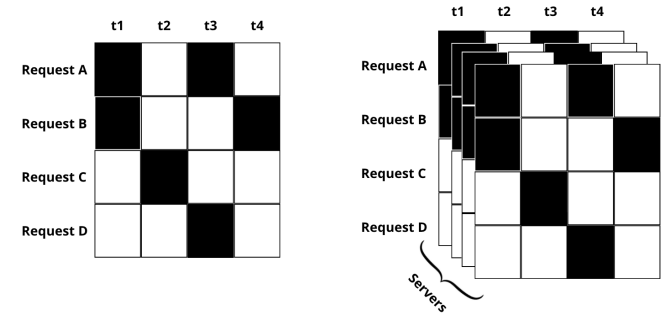 t1 t2 t3 t4
Request A
Request B
Request C
Request D
t1 t2 t3 t4
Request A
Request B
Request C
Request D
Servers